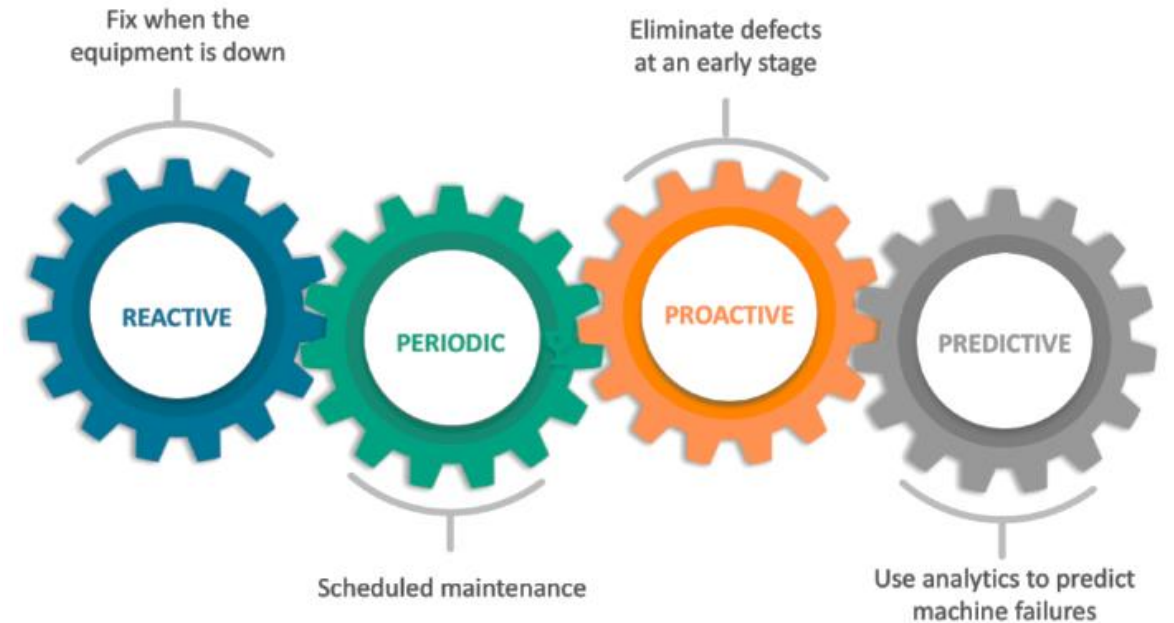 Fix when the
equipment is down
Eliminate defects
at an early stage
REACTIVE
PERIODIC
PROACTIVE
PREDICTIVE
Scheduled maintenance
Use analytics to predict
machine failures